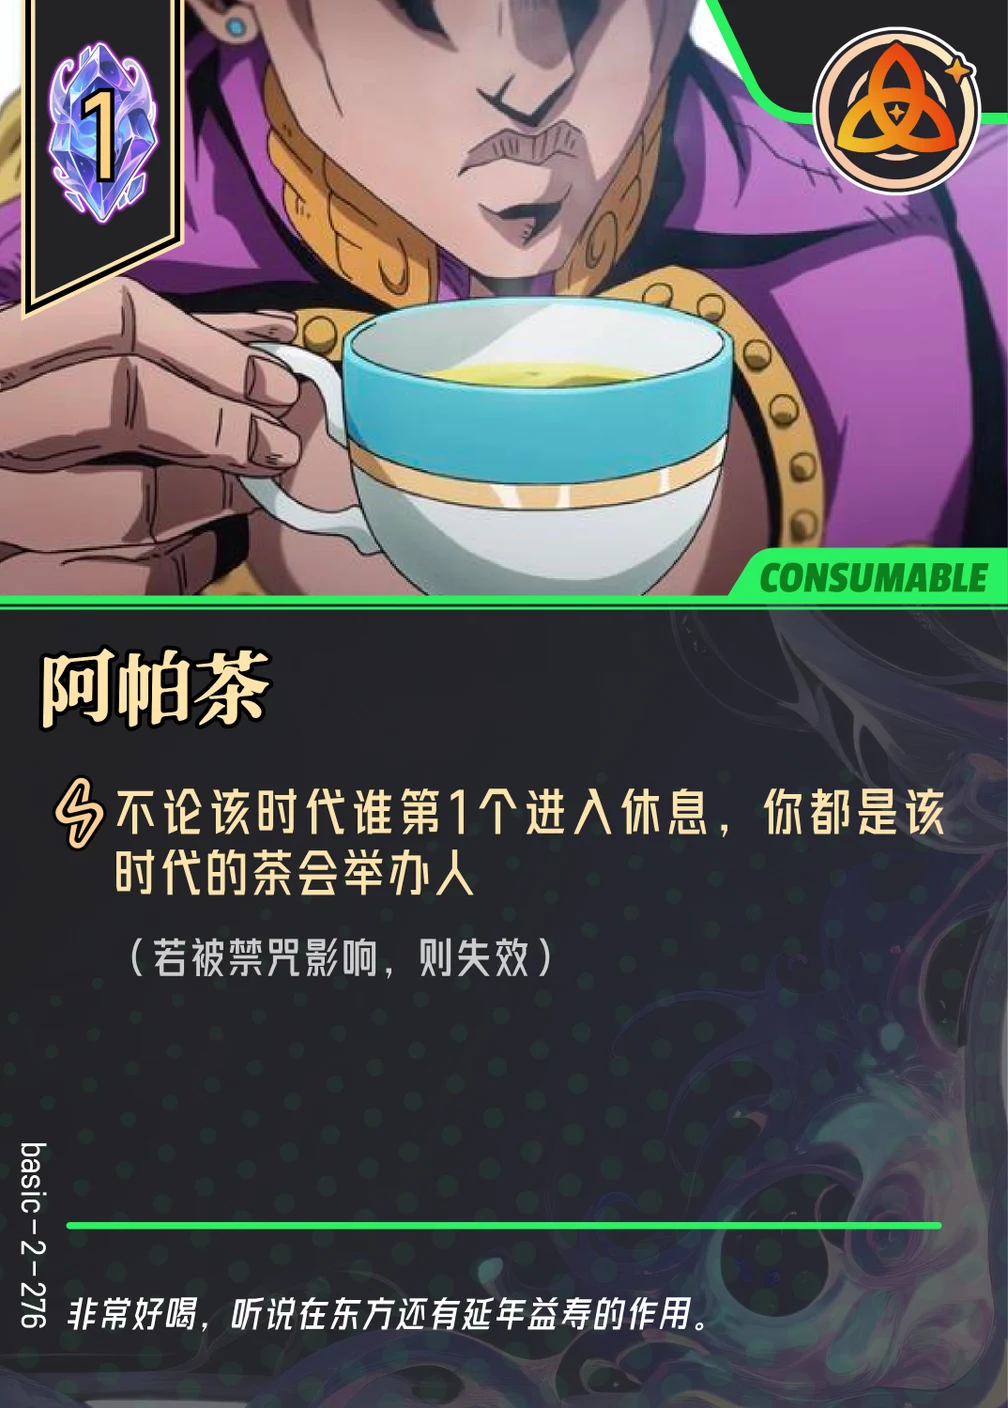 1
CONSUMABLE
阿帕茶
不论该时代谁第1个进入休息，你都是该
时代的茶会举办人
（若被禁咒影响，则失效）
basic-2-276
非常好喝，听说在东方还有延年益寿的作用。